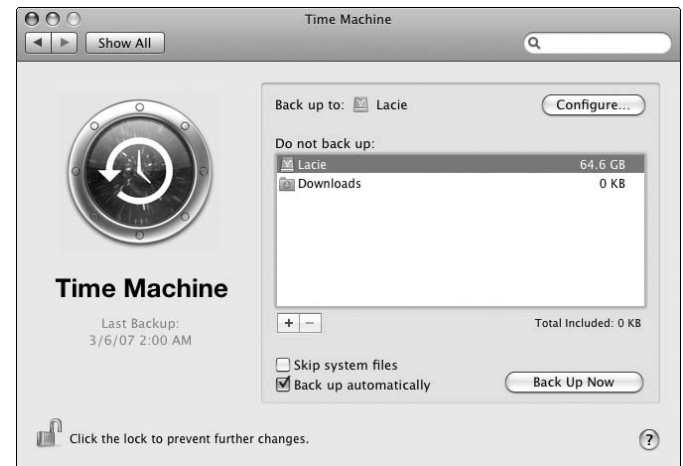 Time Machine
Show All
Back up to: Lacie
Configure...
Do not back up:
Lacie 64.6 GB
Downloads 0 KB
Time Machine
Last Backup:
3/6/07 2:00 AM
+ −
Total Included: 0 KB
Skip system files
Back up automatically
Back Up Now
Click the lock to prevent further changes.
?